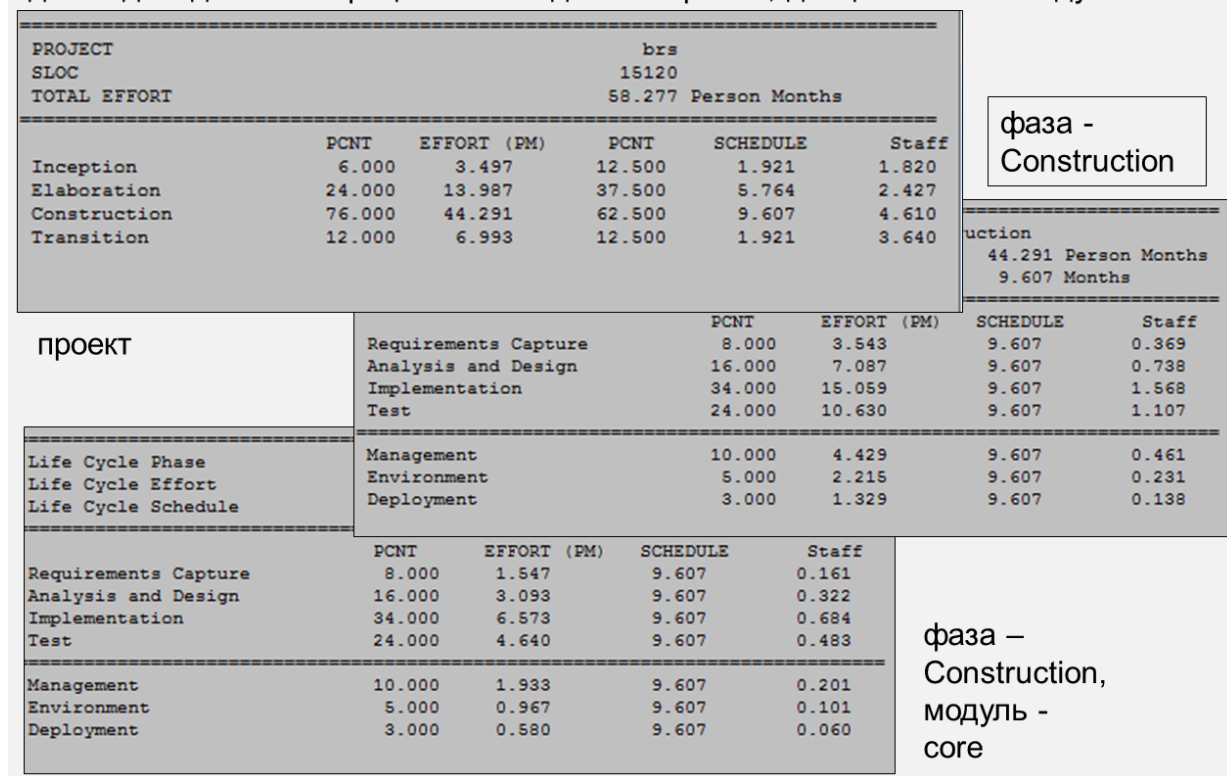 PROJECT brs
SLOC 15120
TOTAL EFFORT 58.277 Person Months
PCNT EFFORT (PM) PCNT SCHEDULE Staff
Inception 6.000 3.497 12.500 1.921 1.820
Elaboration 24.000 13.987 37.500 5.764 2.427
Construction 76.000 44.291 62.500 9.607 4.610
Transition 12.000 6.993 12.500 1.921 3.640
фаза -
Construction
44.291 Person Months
9.607 Months
проект
PCNT EFFORT (PM) SCHEDULE Staff
Requirements Capture 8.000 3.543 9.607 0.369
Analysis and Design 16.000 7.087 9.607 0.738
Implementation 34.000 15.059 9.607 1.568
Test 24.000 10.630 9.607 1.107
Management 10.000 4.429 9.607 0.461
Environment 5.000 2.215 9.607 0.231
Deployment 3.000 1.329 9.607 0.138
Life Cycle Phase
Life Cycle Effort
Life Cycle Schedule
PCNT EFFORT (PM) SCHEDULE Staff
Requirements Capture 8.000 1.547 9.607 0.161
Analysis and Design 16.000 3.093 9.607 0.322
Implementation 34.000 6.573 9.607 0.684
Test 24.000 4.640 9.607 0.483
Management 10.000 1.933 9.607 0.201
Environment 5.000 0.967 9.607 0.101
Deployment 3.000 0.580 9.607 0.060
фаза –
Construction,
модуль -
core